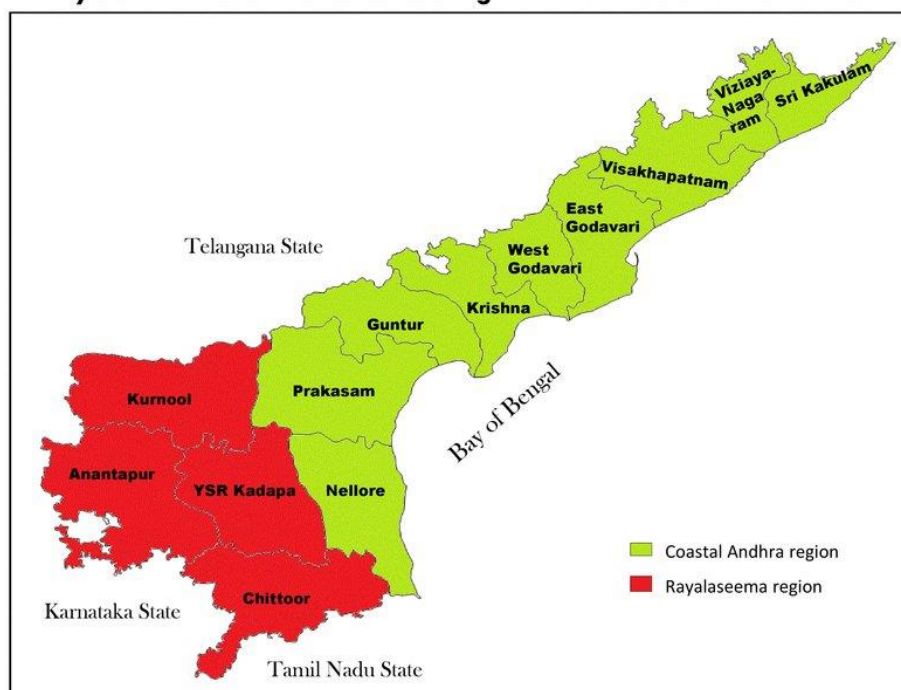 Viziaya-
Naga
ram
Sri Kakulam
Visakhapatnam
East
Godavari
West
Godavari
Telangana State
Krishna
Guntur
Prakasam
Bay of Bengal
Kurnool
Anantapur
YSR Kadapa
Nellore
Coastal Andhra region
Rayalaseema region
Chittoor
Karnataka State
Tamil Nadu State